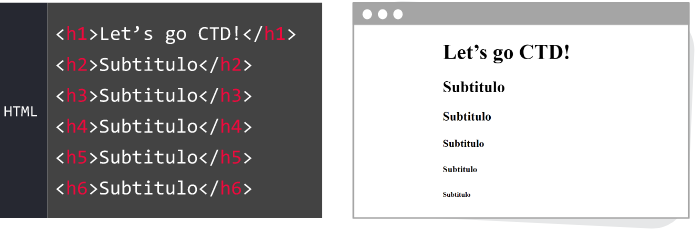 HTML
<h1>Let’s go CTD!</h1>
<h2>Subtitulo</h2>
<h3>Subtitulo</h3>
<h4>Subtitulo</h4>
<h5>Subtitulo</h5>
<h6>Subtitulo</h6>
Let’s go CTD!
Subtitulo
Subtitulo
Subtitulo
Subtitulo
Subtitulo